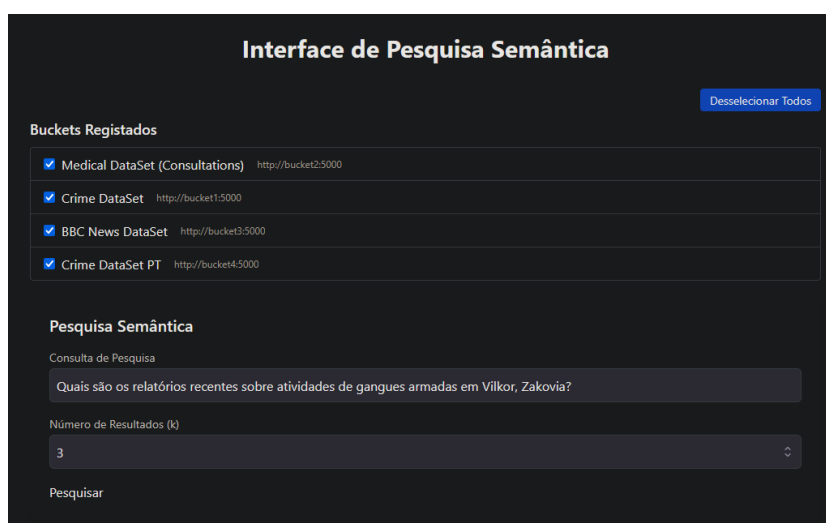 Interface de Pesquisa Semântica
Desselecionar Todos
Buckets Registados
Medical DataSet (Consultations) http://bucket2:5000
Crime DataSet http://bucket1:5000
BBC News DataSet http://bucket3:5000
Crime DataSet PT http://bucket4:5000
Pesquisa Semântica
Consulta de Pesquisa
Quais são os relatórios recentes sobre atividades de gangues armadas em Vilkor, Zakovia?
Número de Resultados (k)
3
Pesquisar